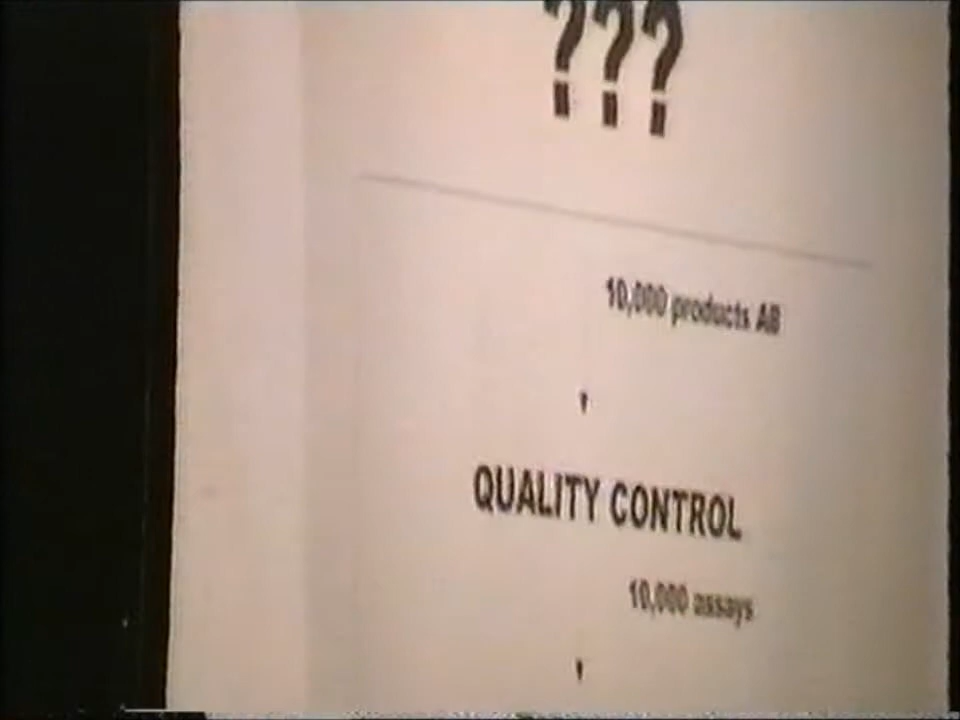 ???
10,000 products AB
QUALITY CONTROL
10,000 assays